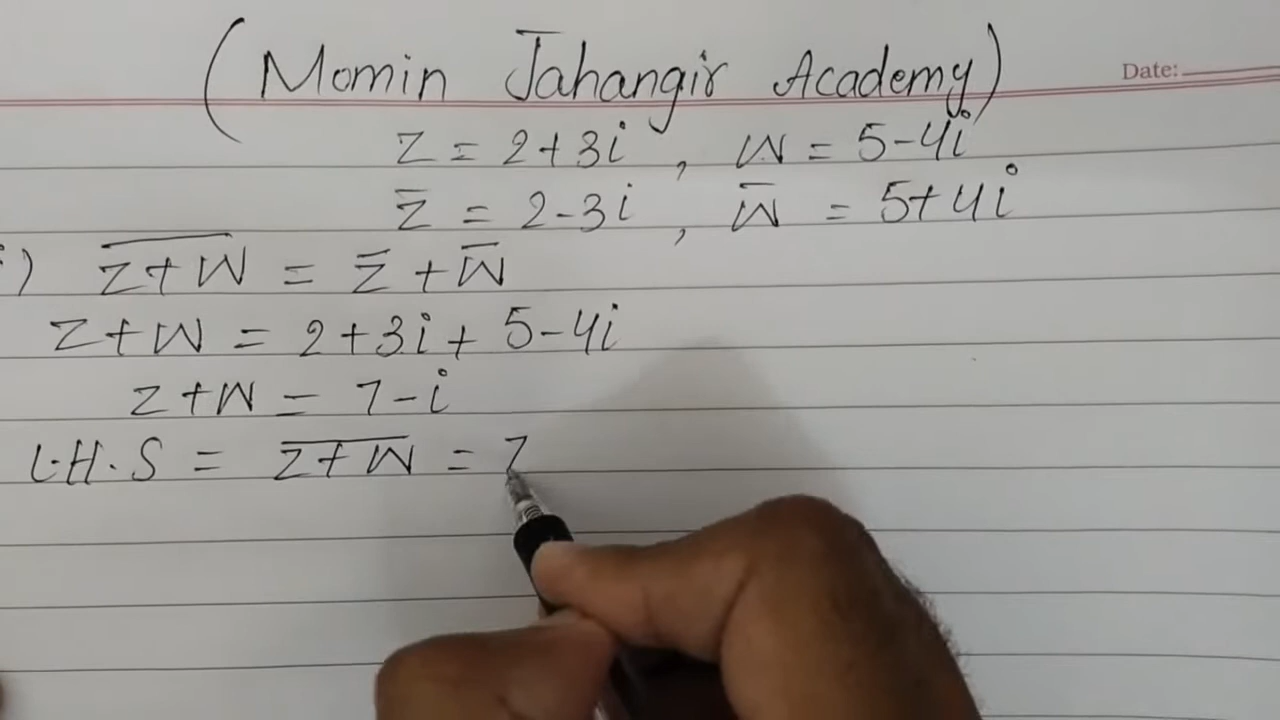 (Momin Jahangir Academy)
Date:
z = 2+3i , w = 5-4i
z̅ = 2-3i , w̅ = 5+4i
) z̅+̅w̅ = z̅ + w̅
z+w = 2+3i + 5-4i
z+w = 7-i
L.H.S = z̅+̅w̅ = 7